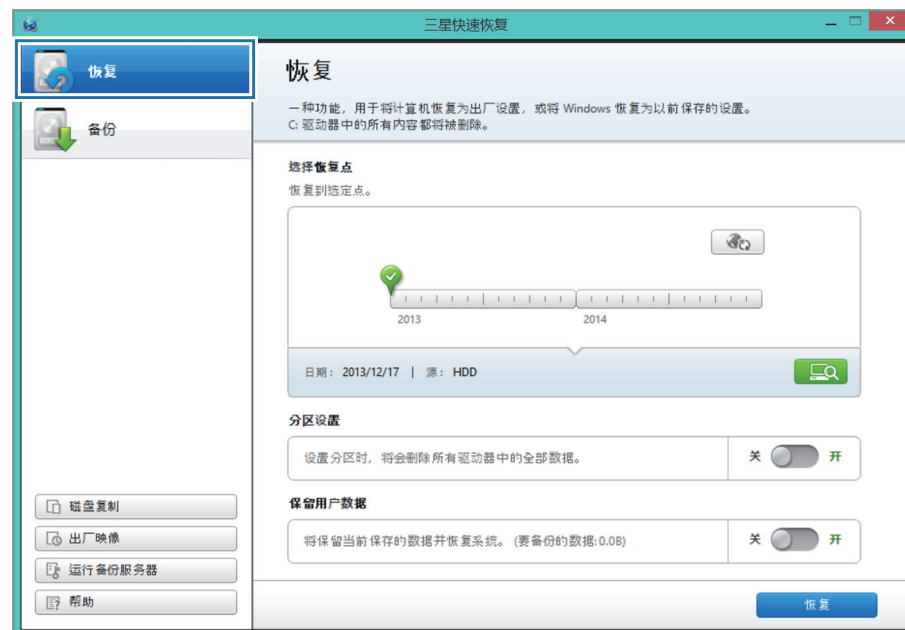 三星快速恢复
恢复
备份
恢复
一种功能，用于将计算机恢复为出厂设置，或将 Windows 恢复为以前保存的设置。
C: 驱动器中的所有内容都将被删除。
选择恢复点
恢复到选定点。
2013
2014
日期： 2013/12/17 | 源： HDD
分区设置
设置分区时，将会删除所有驱动器中的全部数据。
关 开
保留用户数据
将保留当前保存的数据并恢复系统。 (要备份的数据:0.0B)
关 开
磁盘复制
出厂映像
运行备份服务器
帮助
恢复